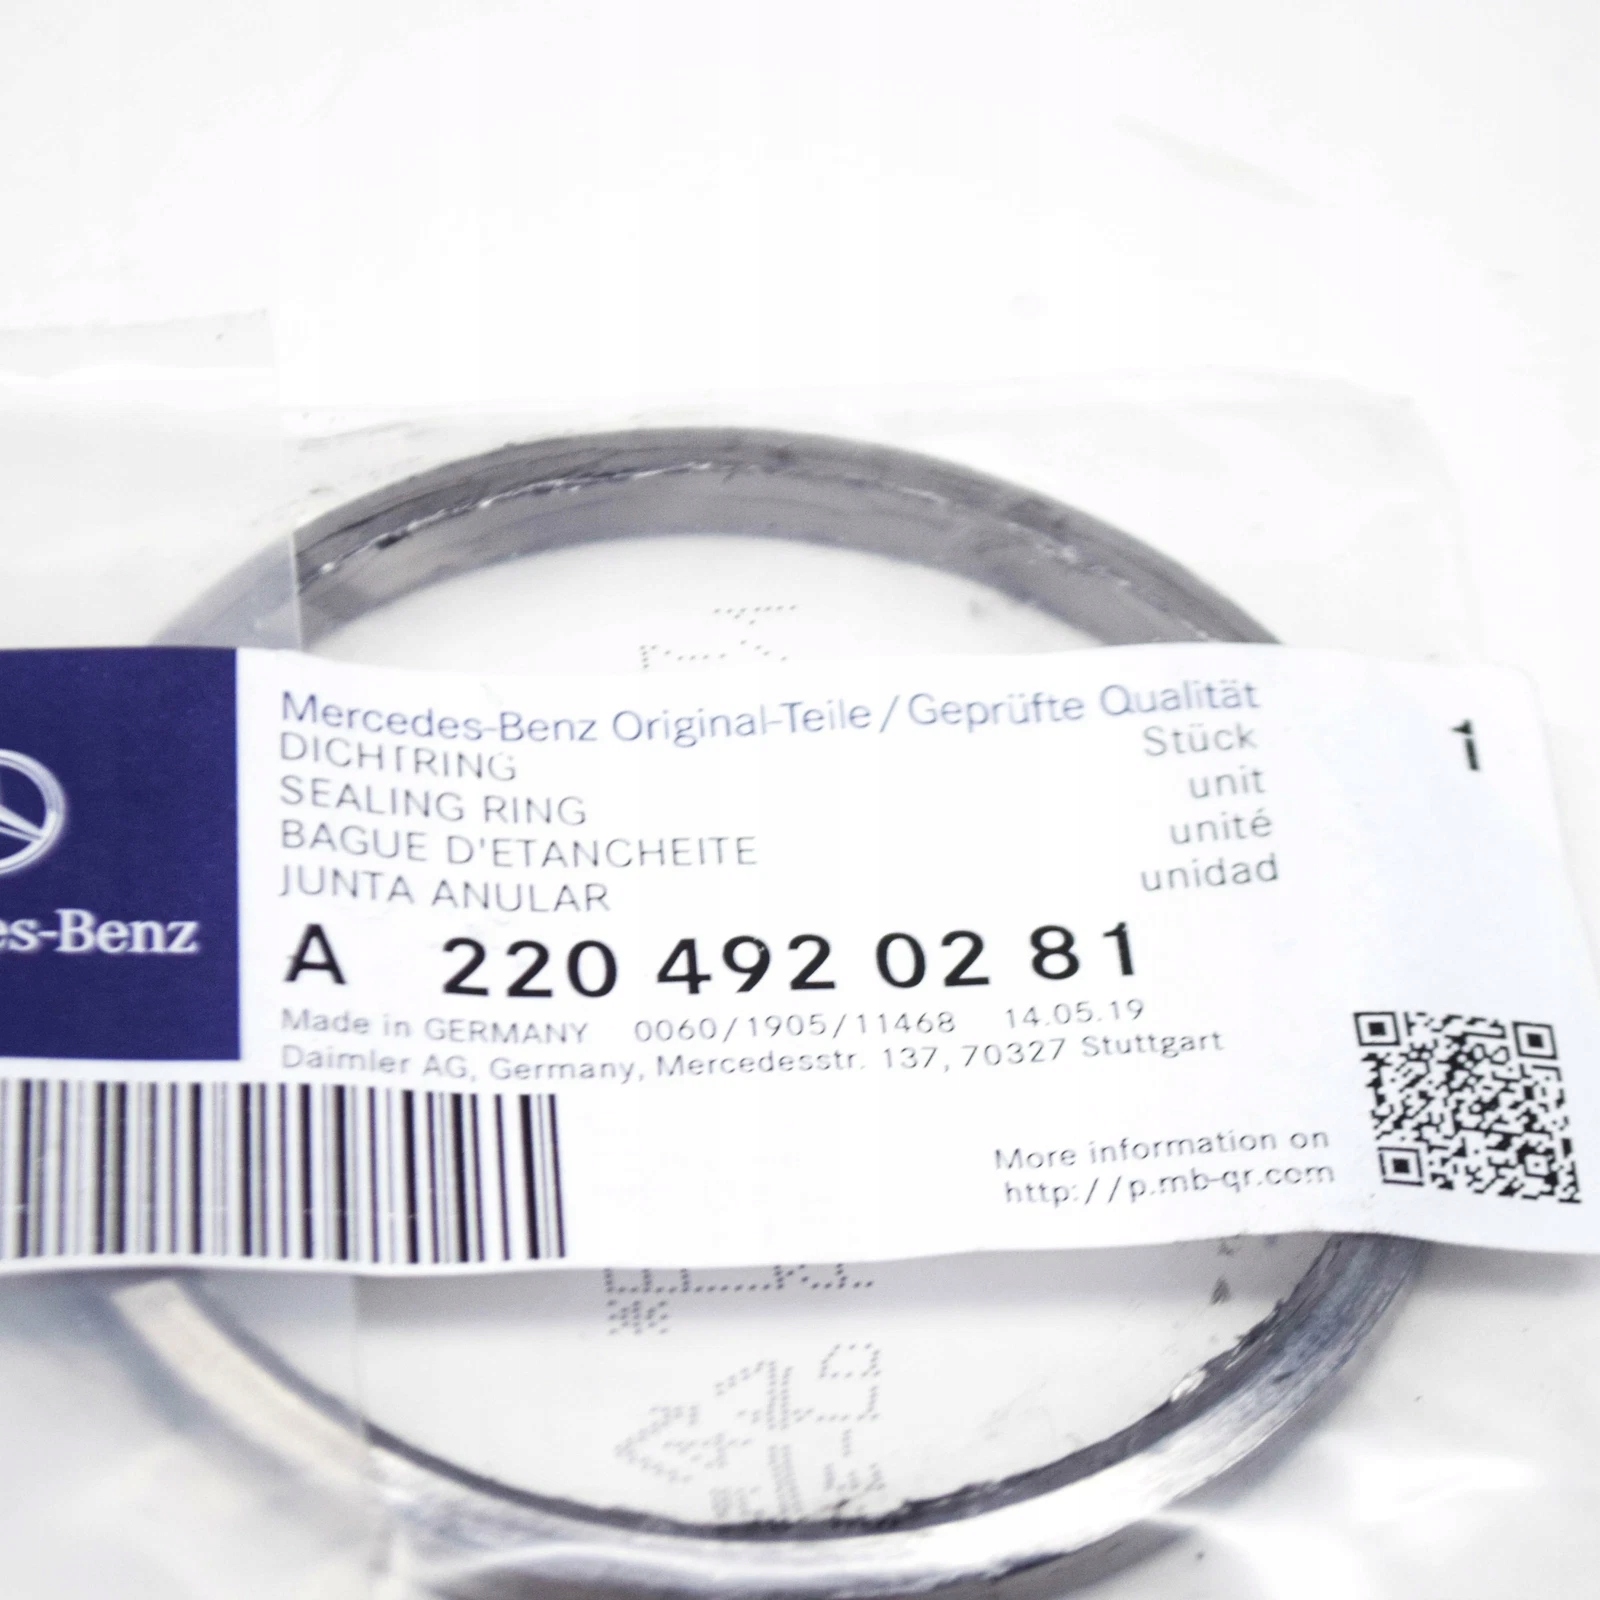 Mercedes-Benz Original-Teile/Geprüfte Qualität
DICHTRING Stück 1
SEALING RING unit
BAGUE D'ETANCHEITE unité
JUNTA ANULAR unidad
es-Benz
A 220 492 02 81
Made in GERMANY 0060/1905/11468 14.05.19
Daimler AG, Germany, Mercedesstr. 137, 70327 Stuttgart
More information on
http://p.mb-qr.com